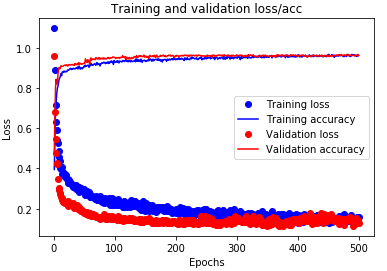 Training and validation loss/acc
1.0
0.8
0.6
0.4
0.2
Loss
Training loss
Training accuracy
Validation loss
Validation accuracy
0
100
200
300
400
500
Epochs